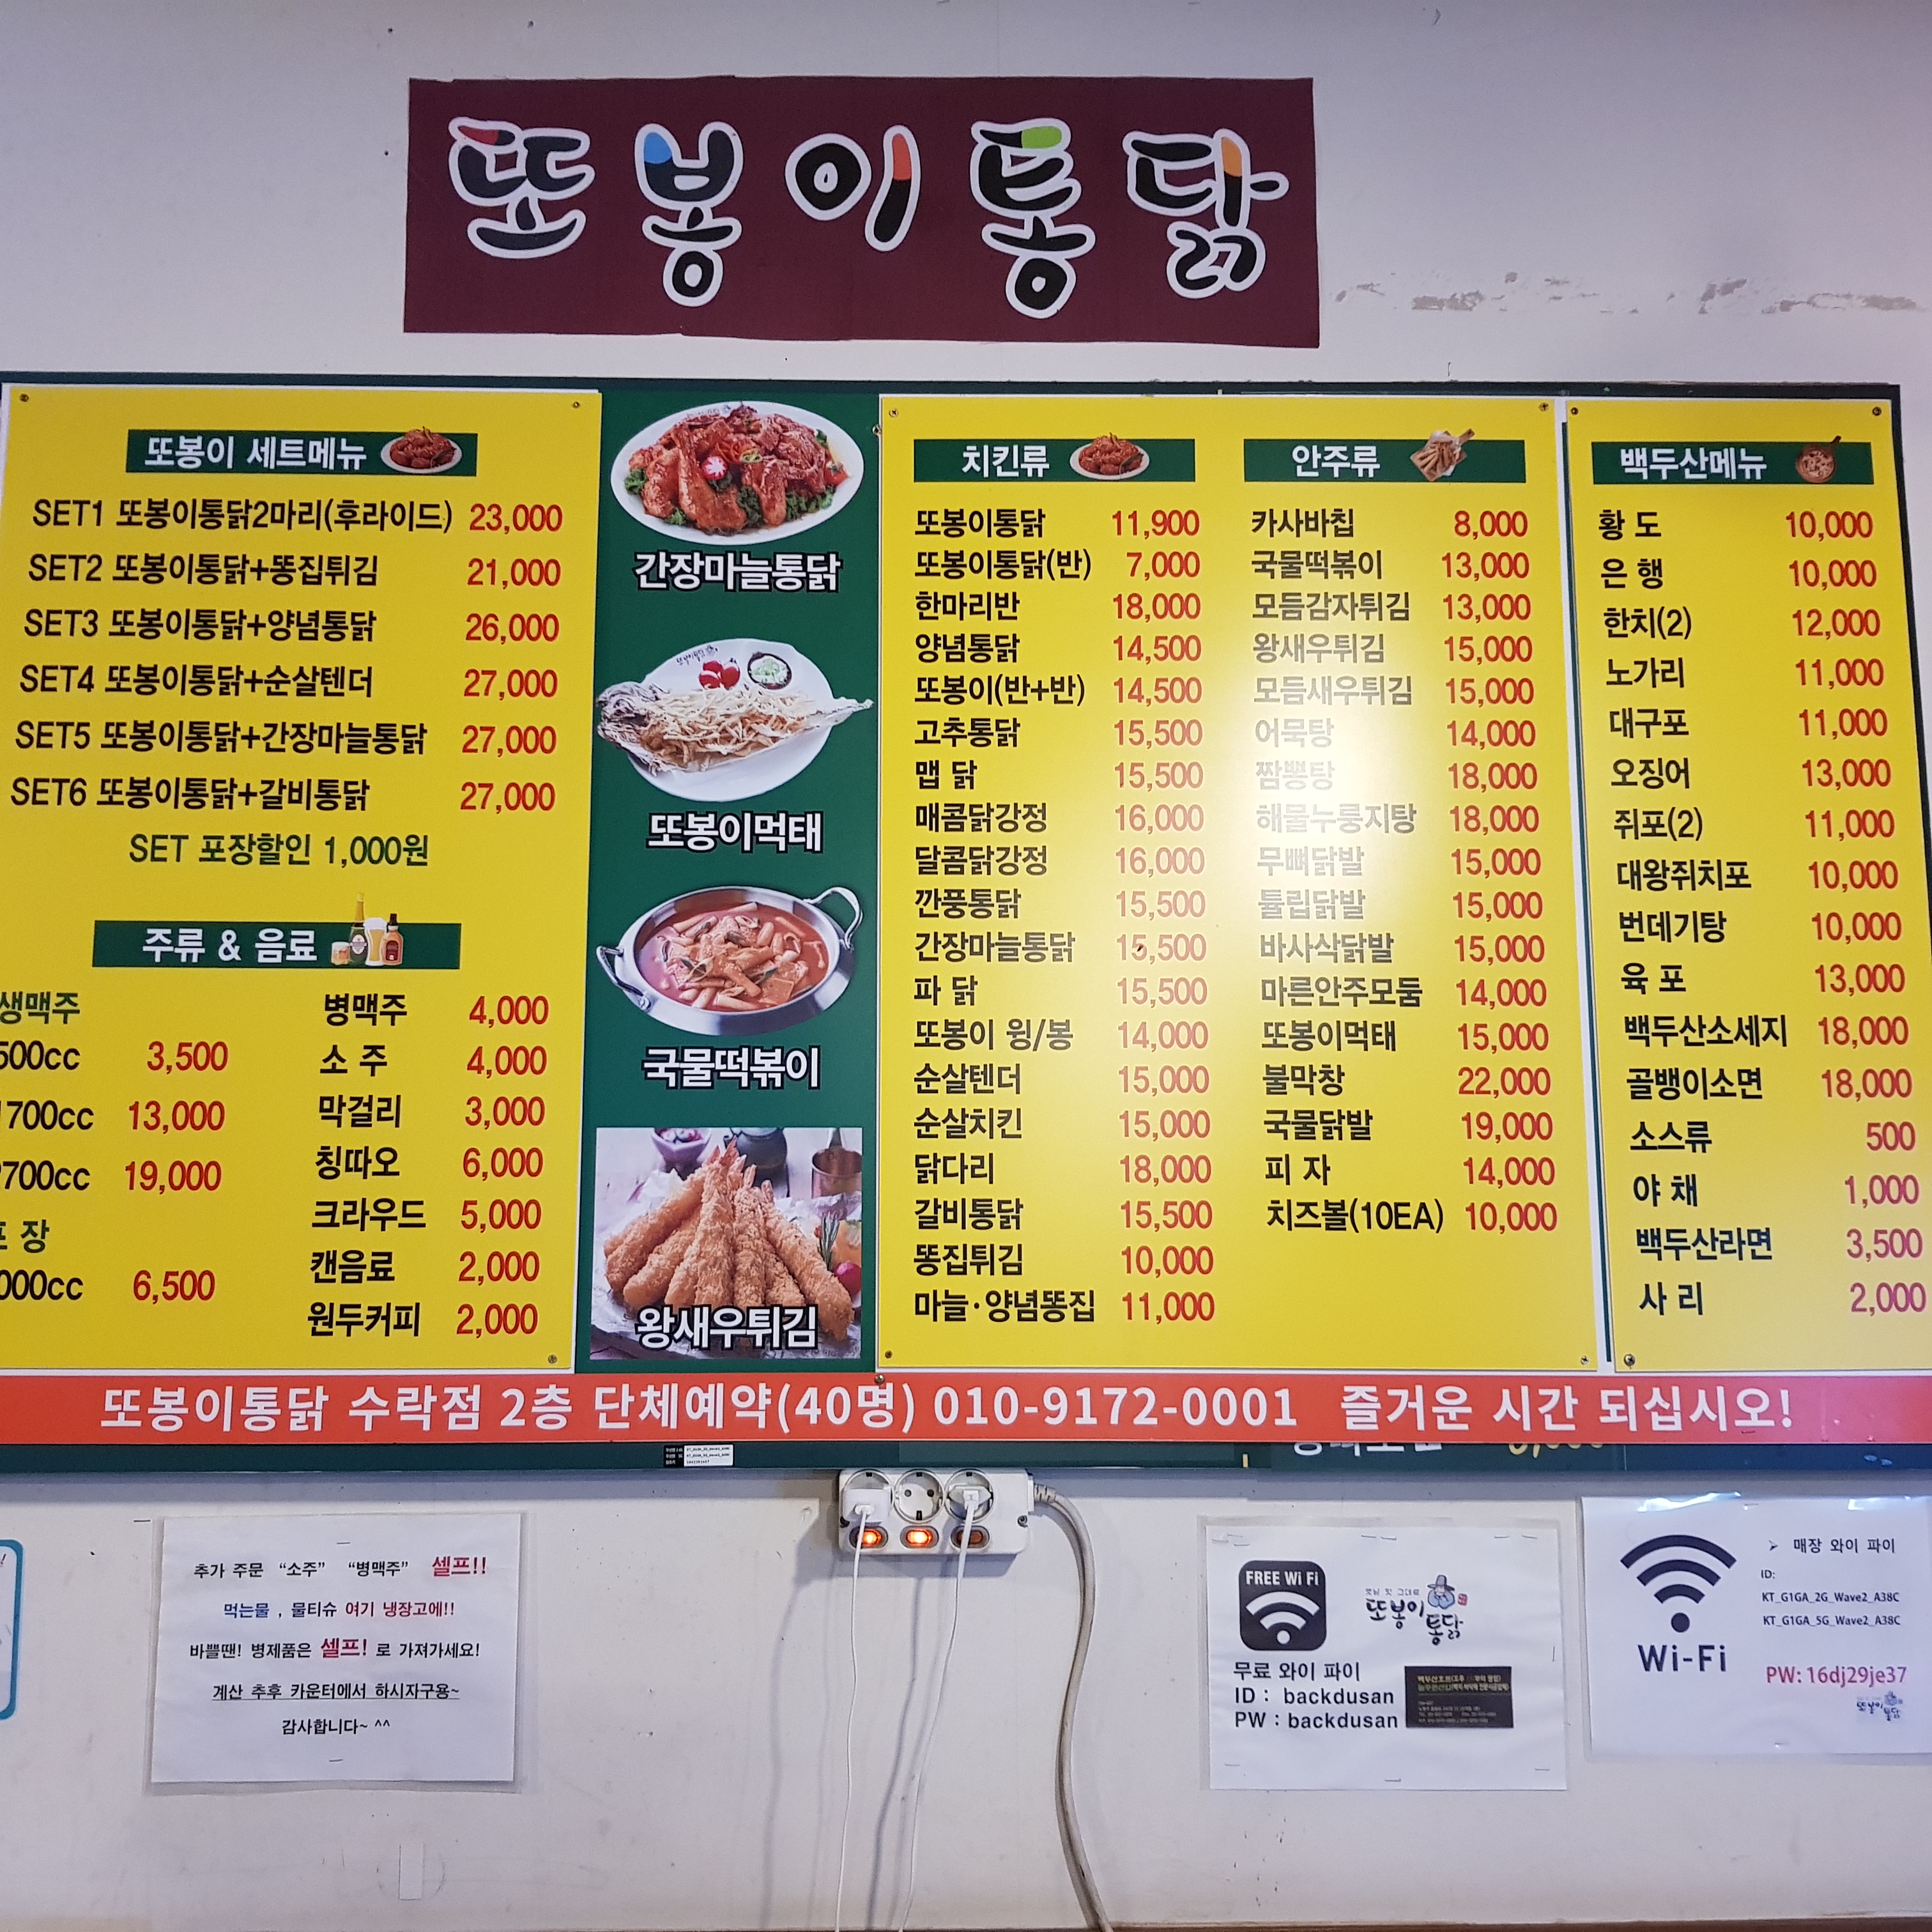 또봉이통닭
또봉이 세트메뉴
SET1 또봉이통닭2마리(후라이드) 23,000
SET2 또봉이통닭+똥집튀김 21,000
SET3 또봉이통닭+양념통닭 26,000
SET4 또봉이통닭+순살텐더 27,000
SET5 또봉이통닭+간장마늘통닭 27,000
SET6 또봉이통닭+갈비통닭 27,000
SET 포장할인 1,000원
주류 & 음료
생맥주
500cc 3,500
1700cc 13,000
2700cc 19,000
포 장
000cc 6,500
병맥주 4,000
소 주 4,000
막걸리 3,000
칭따오 6,000
크라우드 5,000
캔음료 2,000
원두커피 2,000
간장마늘통닭
또봉이먹태
국물떡볶이
왕새우튀김
치킨류
또봉이통닭 11,900
또봉이통닭(반) 7,000
한마리반 18,000
양념통닭 14,500
또봉이(반+반) 14,500
고추통닭 15,500
맵 닭 15,500
매콤닭강정 16,000
달콤닭강정 16,000
깐풍통닭 15,500
간장마늘통닭 15,500
파 닭 15,500
또봉이 윙/봉 14,000
순살텐더 15,000
순살치킨 15,000
닭다리 18,000
갈비통닭 15,500
똥집튀김 10,000
마늘·양념똥집 11,000
안주류
카사바칩 8,000
국물떡볶이 13,000
모듬감자튀김 13,000
왕새우튀김 15,000
모듬새우튀김 15,000
어묵탕 14,000
짬뽕탕 18,000
해물누룽지탕 18,000
무뼈닭발 15,000
튤립닭발 15,000
바사삭닭발 15,000
마른안주모둠 14,000
또봉이먹태 15,000
불막창 22,000
국물닭발 19,000
피 자 14,000
치즈볼(10EA) 10,000
백두산메뉴
황 도 10,000
은 행 10,000
한치(2) 12,000
노가리 11,000
대구포 11,000
오징어 13,000
쥐포(2) 11,000
대왕쥐치포 10,000
번데기탕 10,000
육 포 13,000
백두산소세지 18,000
골뱅이소면 18,000
소스류 500
야 채 1,000
백두산라면 3,500
사 리 2,000
또봉이통닭 수락점 2층 단체예약(40명) 010-9172-0001 즐거운 시간 되십시오!
추가 주문 “소주” “병맥주” 셀프!!
먹는물 , 물티슈 여기 냉장고에!!
바쁠땐! 병제품은 셀프! 로 가져가세요!
계산 추후 카운터에서 하시자구용~
감사합니다~ ^^
FREE Wi Fi
또봉이통닭
무료 와이 파이
ID : backdusan
PW : backdusan
Wi-Fi
➢ 매장 와이 파이
ID:
KT_G1GA_2G_Wave2_A38C
KT_G1GA_5G_Wave2_A38C
PW: 16dj29je37
또봉이통닭